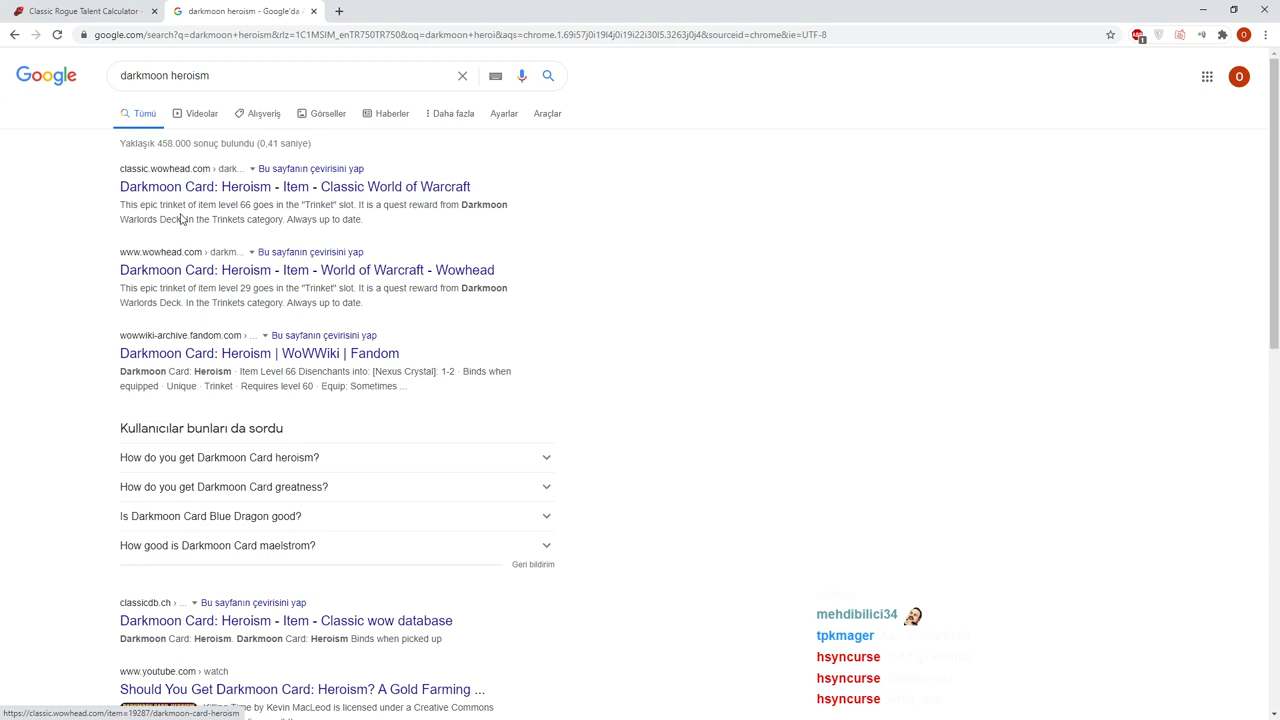 Classic Rogue Talent Calculator -
darkmoon heroism - Google'da A
google.com/search?q=darkmoon+heroism&rlz=1C1MSIM_enTR750TR750&oq=darkmoon+heroi&aqs=chrome.1.69i57j0i19l4j0i19i22i30l5.3263j0j4&sourceid=chrome&ie=UTF-8
Google
darkmoon heroism
O
Tümü
Videolar
Alışveriş
Görseller
Haberler
Daha fazla
Ayarlar
Araçlar
Yaklaşık 458.000 sonuç bulundu (0,41 saniye)
classic.wowhead.com › dark... Bu sayfanın çevirisini yap
Darkmoon Card: Heroism - Item - Classic World of Warcraft
This epic trinket of item level 66 goes in the "Trinket" slot. It is a quest reward from Darkmoon
Warlords Deck. In the Trinkets category. Always up to date.
www.wowhead.com › darkm... Bu sayfanın çevirisini yap
Darkmoon Card: Heroism - Item - World of Warcraft - Wowhead
This epic trinket of item level 29 goes in the "Trinket" slot. It is a quest reward from Darkmoon
Warlords Deck. In the Trinkets category. Always up to date.
wowwiki-archive.fandom.com › ... Bu sayfanın çevirisini yap
Darkmoon Card: Heroism | WoWWiki | Fandom
Darkmoon Card: Heroism · Item Level 66 Disenchants into: [Nexus Crystal]: 1-2 · Binds when
equipped · Unique · Trinket · Requires level 60 · Equip: Sometimes ...
Kullanıcılar bunları da sordu
How do you get Darkmoon Card heroism?
How do you get Darkmoon Card greatness?
Is Darkmoon Card Blue Dragon good?
How good is Darkmoon Card maelstrom?
Geri bildirim
classicdb.ch › ... Bu sayfanın çevirisini yap
Darkmoon Card: Heroism - Item - Classic wow database
Darkmoon Card: Heroism. Darkmoon Card: Heroism Binds when picked up
www.youtube.com › watch
Should You Get Darkmoon Card: Heroism? A Gold Farming ...
Killing Time by Kevin MacLeod is licensed under a Creative Commons
https://classic.wowhead.com/item=19287/darkmoon-card-heroism
mehdibilici34
tpkmager
hsyncurse
hsyncurse
hsyncurse